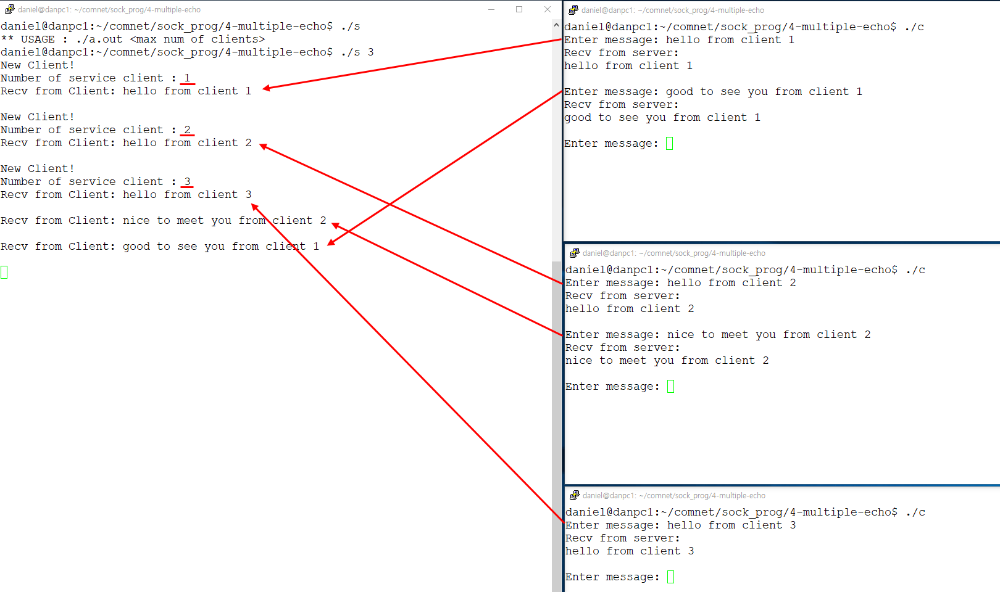 daniel@danpc1: ~/comnet/sock_prog/4-multiple-echo
daniel@danpc1:~/comnet/sock_prog/4-multiple-echo$ ./s
** USAGE : ./a.out <max num of clients>
daniel@danpc1:~/comnet/sock_prog/4-multiple-echo$ ./s 3
New Client!
Number of service client : 1
Recv from Client: hello from client 1
New Client!
Number of service client : 2
Recv from Client: hello from client 2
New Client!
Number of service client : 3
Recv from Client: hello from client 3
Recv from Client: nice to meet you from client 2
Recv from Client: good to see you from client 1
daniel@danpc1: ~/comnet/sock_prog/4-multiple-echo
daniel@danpc1:~/comnet/sock_prog/4-multiple-echo$ ./c
Enter message: hello from client 1
Recv from server:
hello from client 1
Enter message: good to see you from client 1
Recv from server:
good to see you from client 1
Enter message:
daniel@danpc1: ~/comnet/sock_prog/4-multiple-echo
daniel@danpc1:~/comnet/sock_prog/4-multiple-echo$ ./c
Enter message: hello from client 2
Recv from server:
hello from client 2
Enter message: nice to meet you from client 2
Recv from server:
nice to meet you from client 2
Enter message:
daniel@danpc1: ~/comnet/sock_prog/4-multiple-echo
daniel@danpc1:~/comnet/sock_prog/4-multiple-echo$ ./c
Enter message: hello from client 3
Recv from server:
hello from client 3
Enter message: